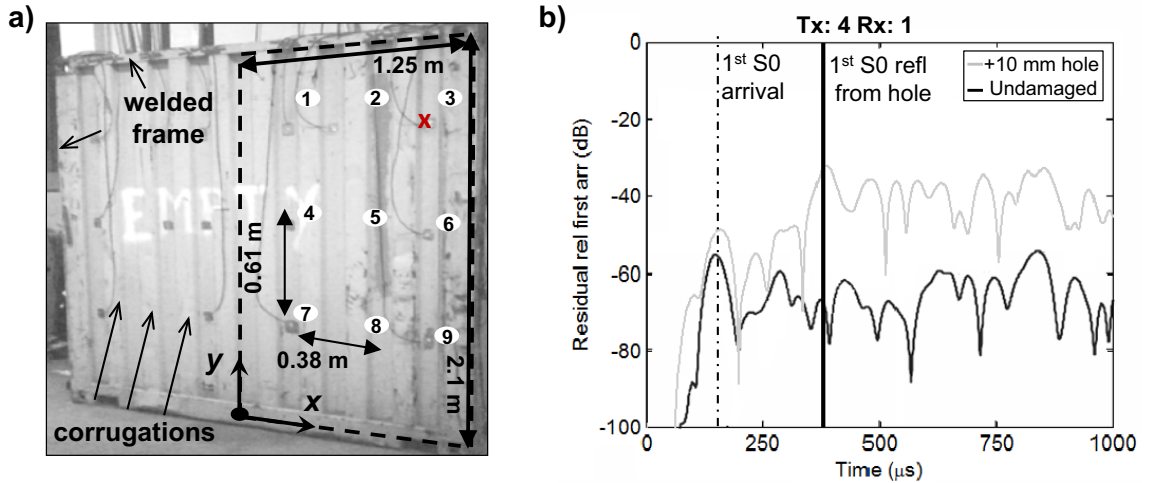 a)
1.25 m
welded
frame
1
2
3
x
EMPTY
4
5
6
0.61 m
7
8
9
0.38 m
2.1 m
y
x
corrugations
b)
Tx: 4 Rx: 1
1st S0
arrival
1st S0 refl
from hole
+10 mm hole
Undamaged
Residual rel first arr (dB)
0
-20
-40
-60
-80
-100
0
250
500
750
1000
Time (μs)